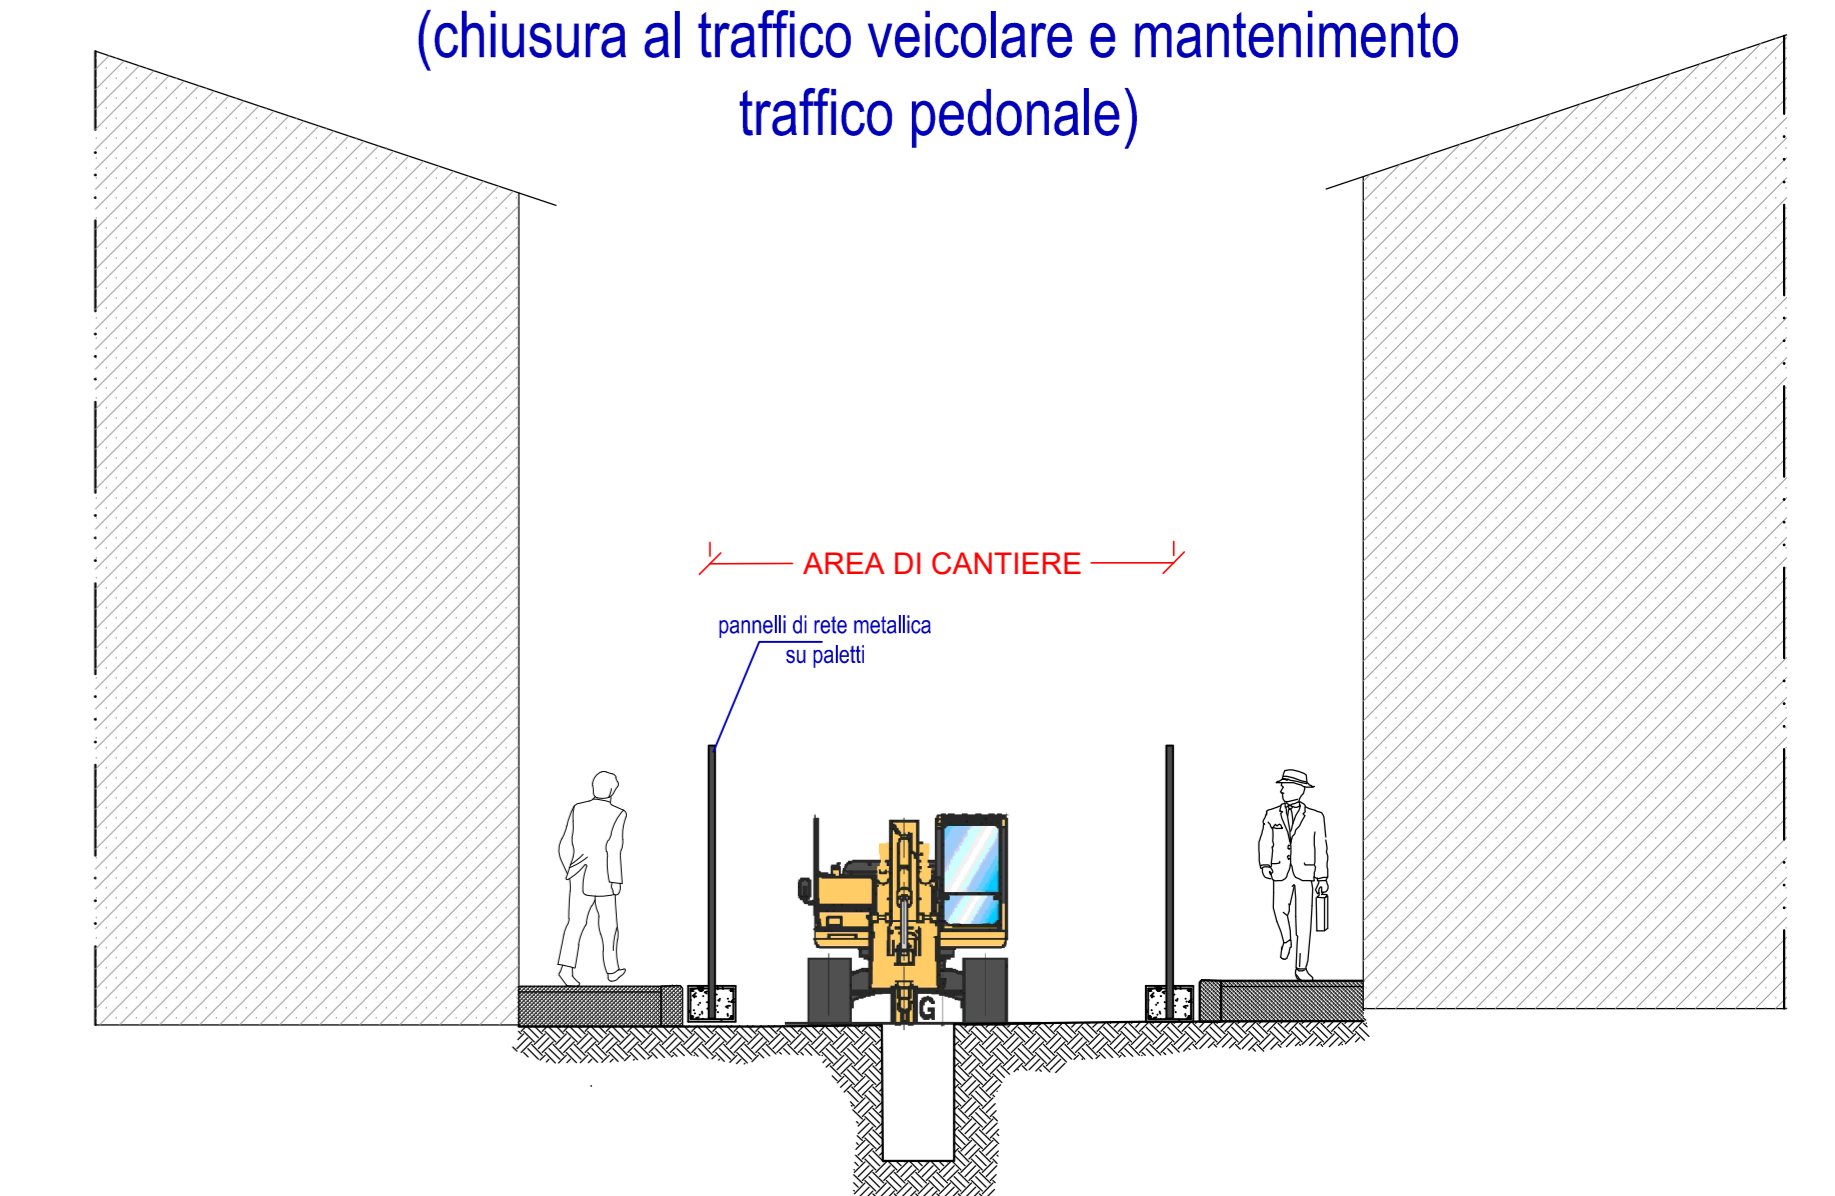 (chiusura al traffico veicolare e mantenimento
traffico pedonale)
AREA DI CANTIERE
pannelli di rete metallica
su paletti
G